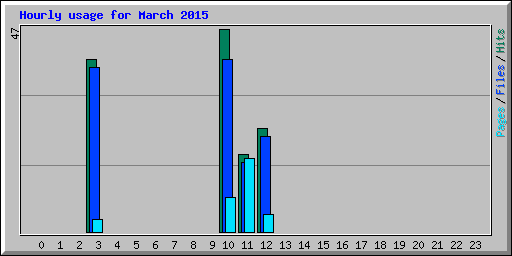 Hourly usage for March 2015
47
Pages/Files/Hits
0 1 2 3 4 5 6 7 8 9 10 11 12 13 14 15 16 17 18 19 20 21 22 23